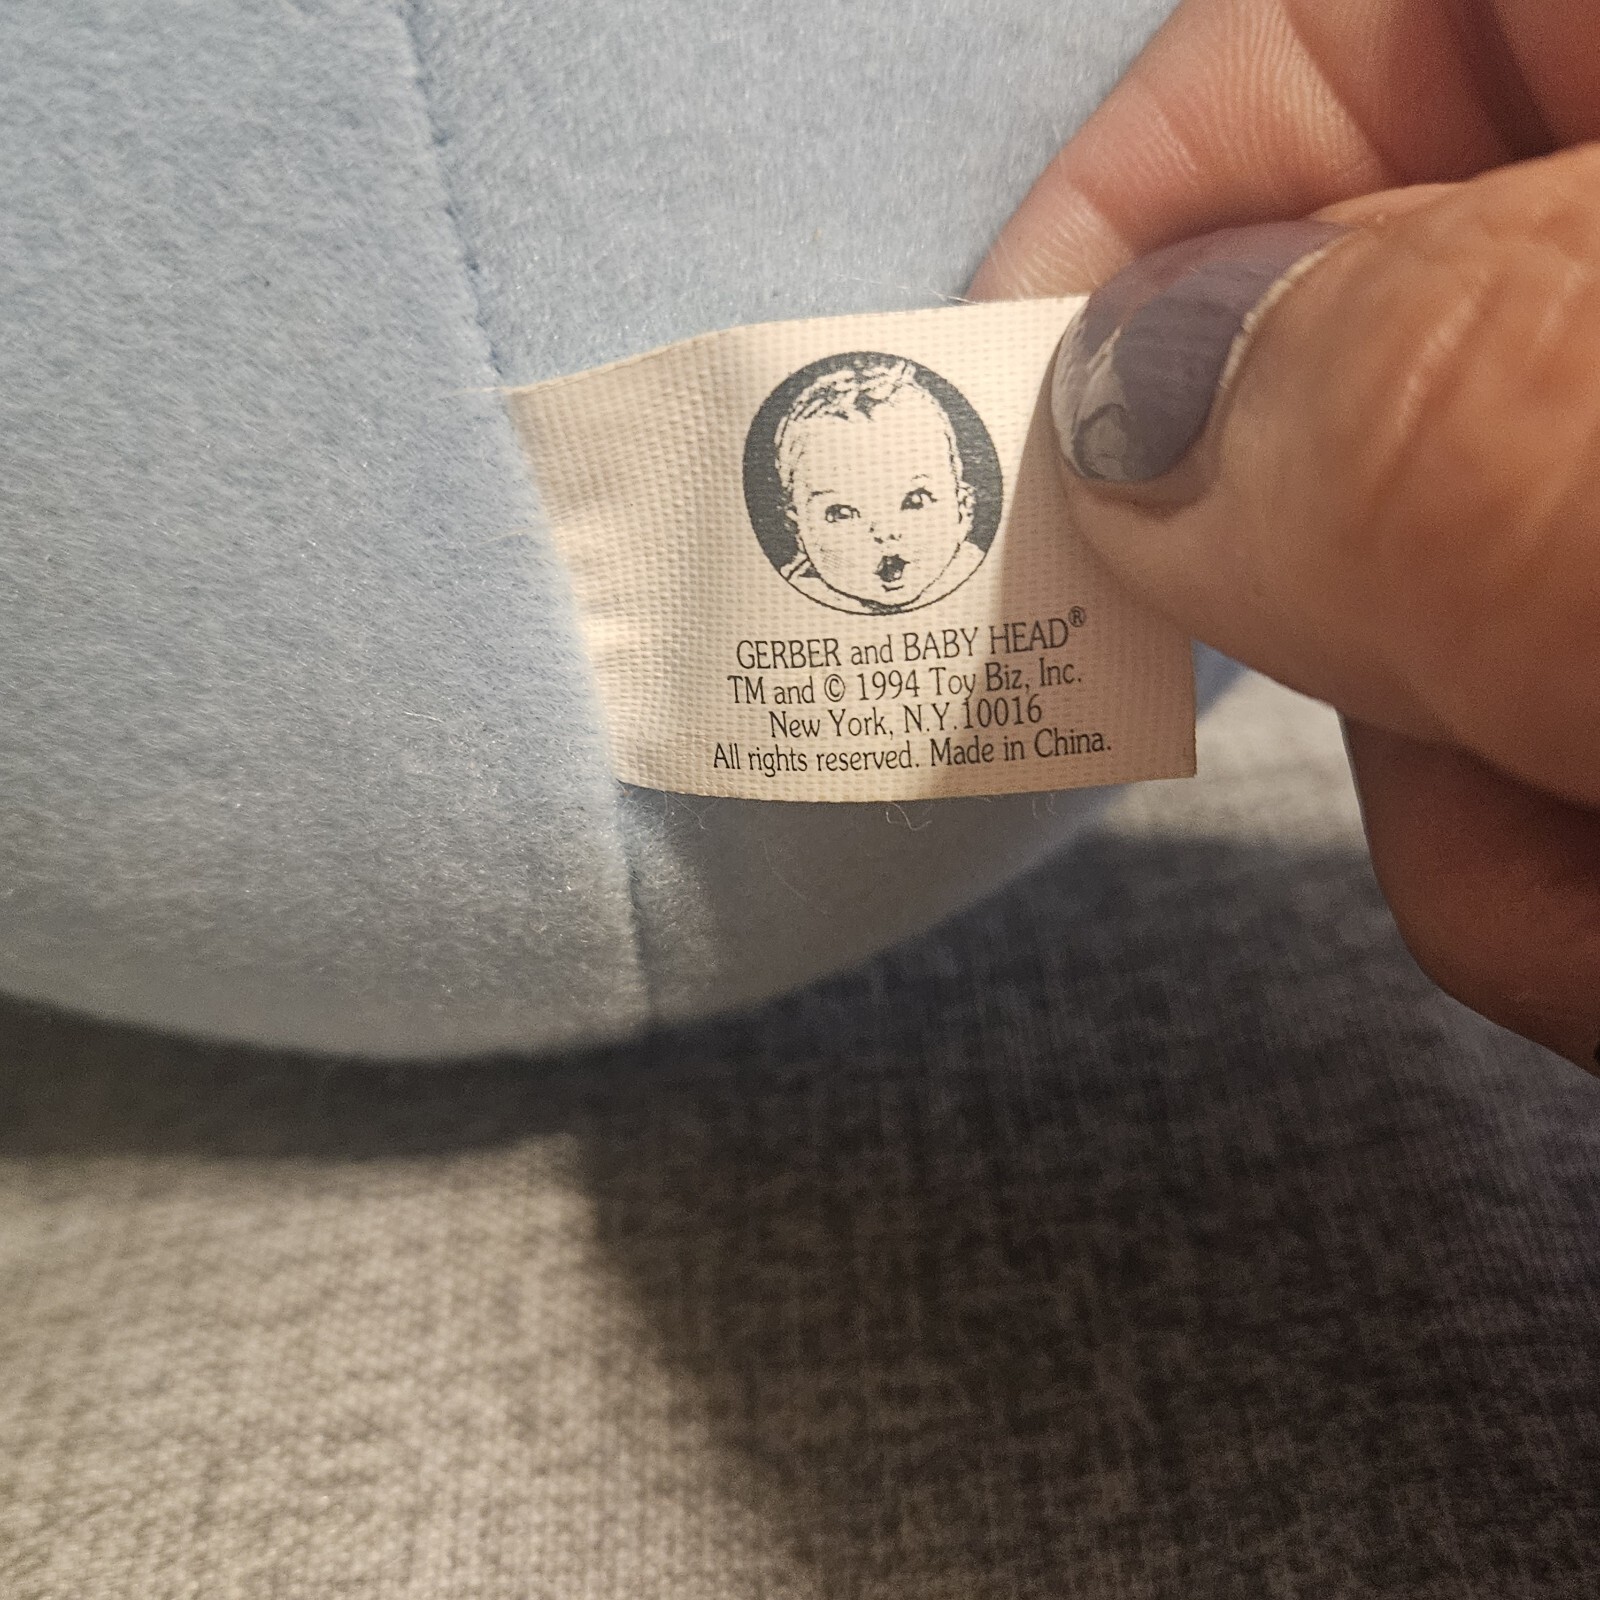 GERBER and BABY HEAD®
TM and © 1994 Toy Biz, Inc.
New York, N.Y.10016
All rights reserved. Made in China.